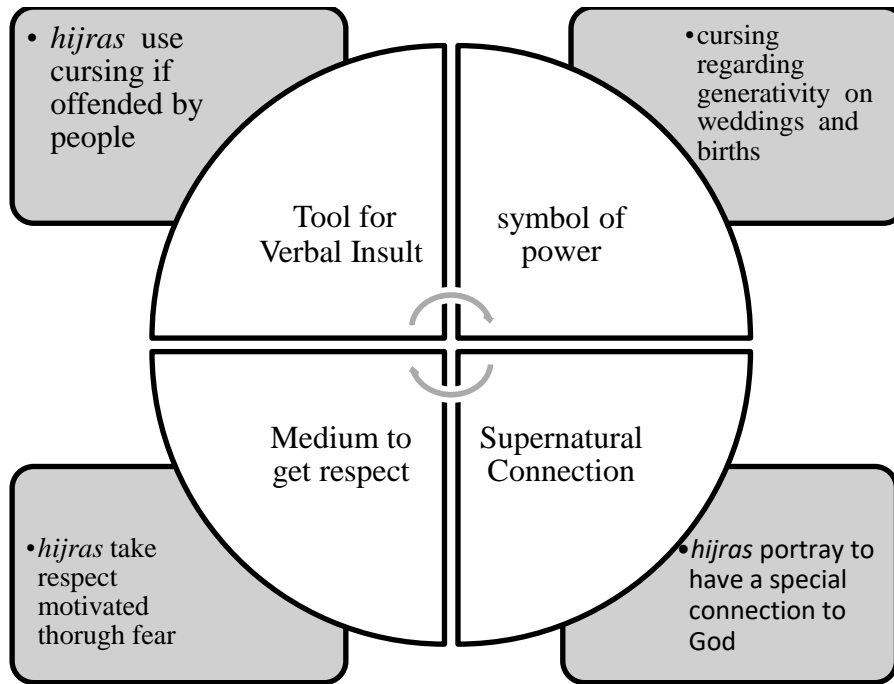 • hijras use
cursing if
offended by
people
•cursing
regarding
generativity on
weddings and
births
Tool for
Verbal Insult
symbol of
power
Medium to
get respect
Supernatural
Connection
•hijras take
respect
motivated
thorugh fear
•hijras portray to
have a special
connection to
God